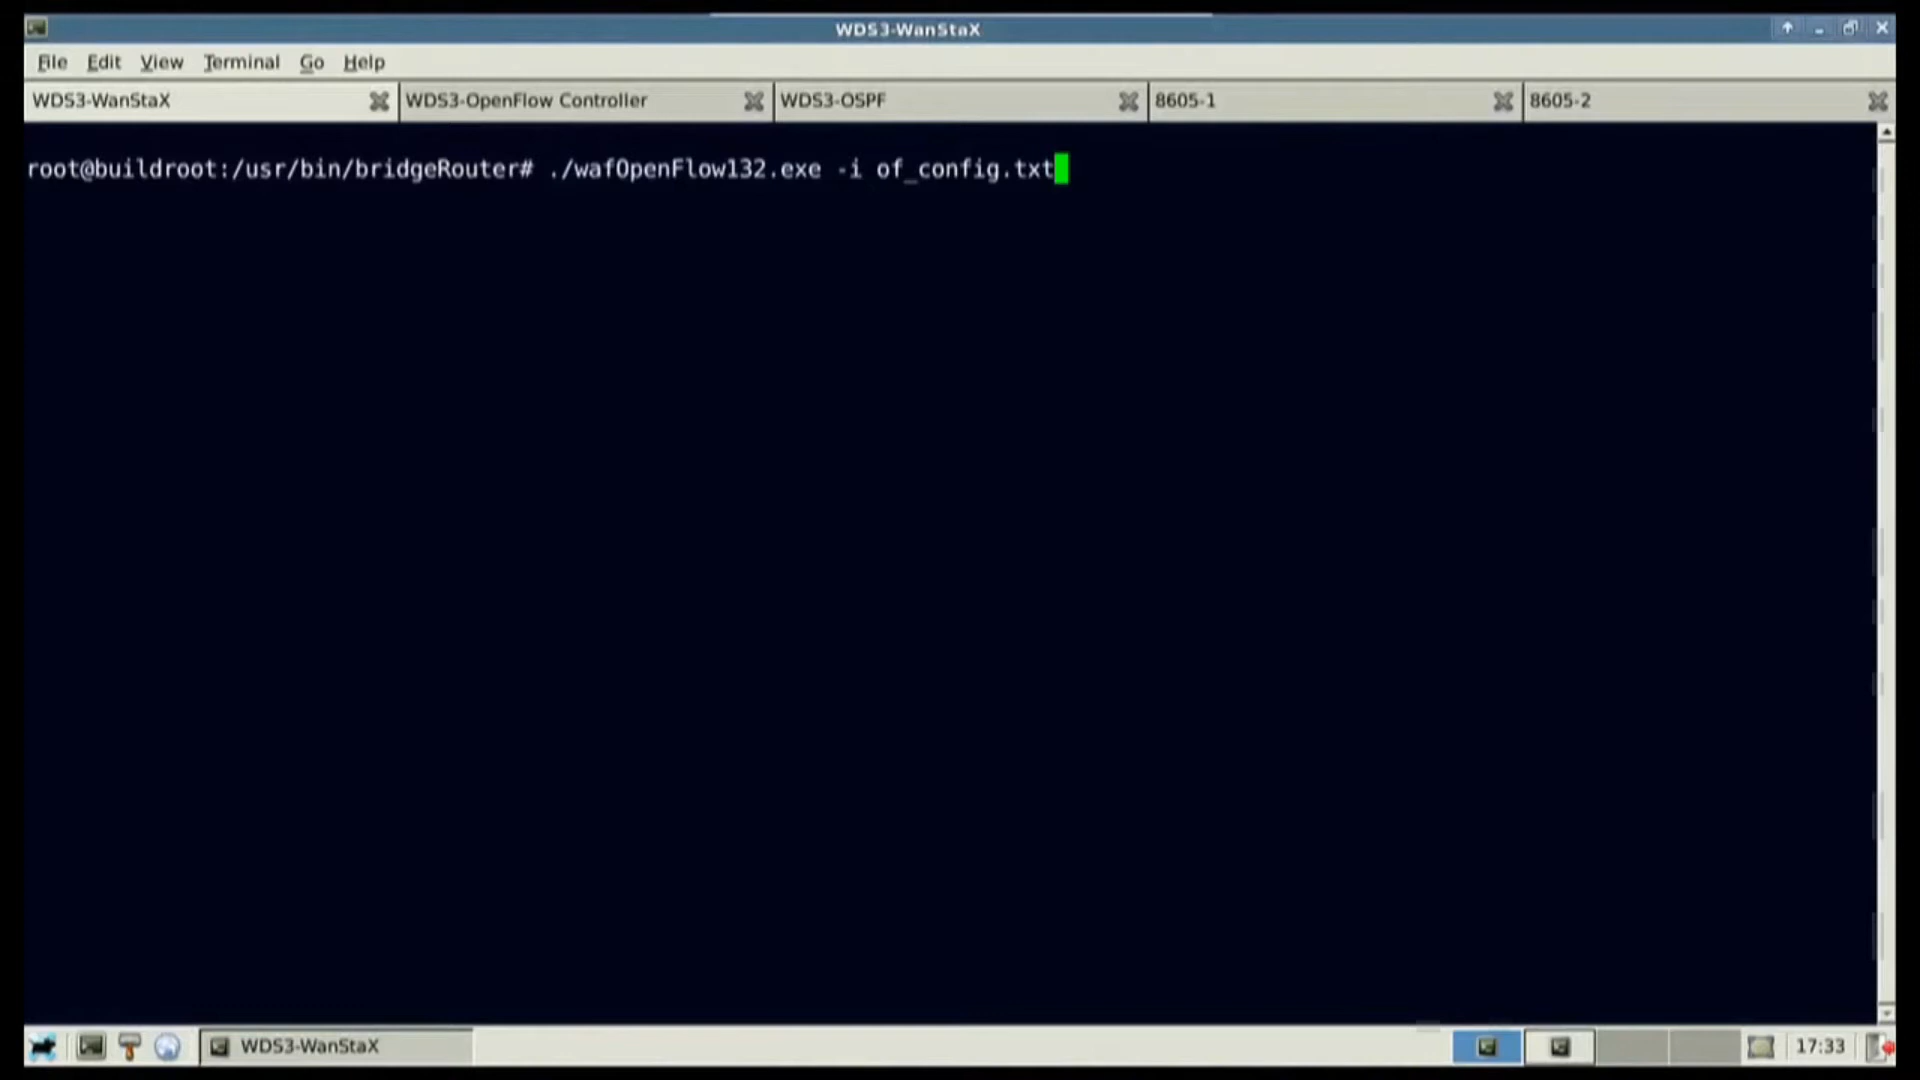 WDS3-WanStaX
File Edit View Terminal Go Help
WDS3-WanStaX WDS3-OpenFlow Controller WDS3-OSPF 8605-1 8605-2
root@buildroot:/usr/bin/bridgeRouter# ./wafOpenFlow132.exe -i of_config.txt
WDS3-WanStaX 17:33